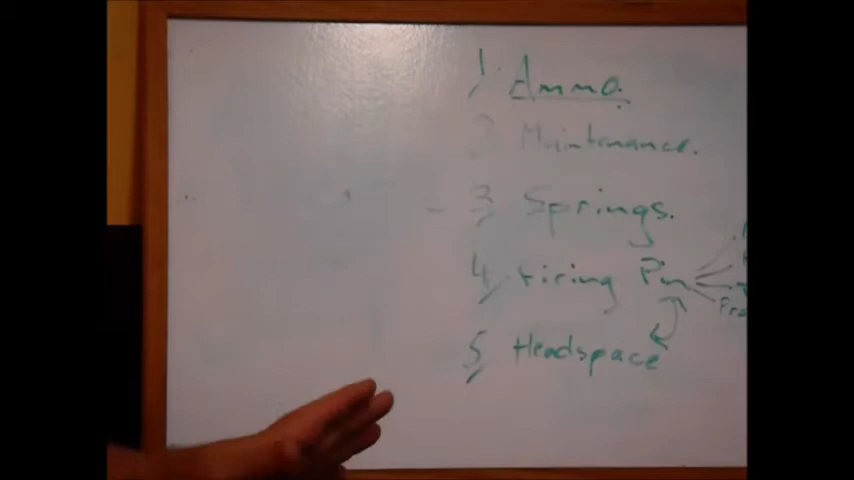 1. Ammo.
2 Maintenance.
- 3, Springs.
4, Firing Pin
5, Headspace